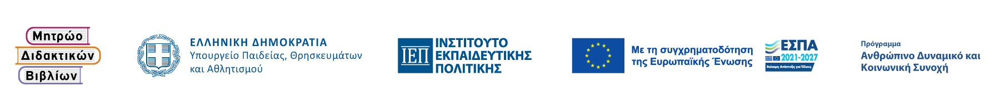 Μητρώο
Διδακτικών
Βιβλίων
ΕΛΛΗΝΙΚΗ ΔΗΜΟΚΡΑΤΙΑ
Υπουργείο Παιδείας, Θρησκευμάτων
και Αθλητισμού
ΙΕΠ
ΙΝΣΤΙΤΟΥΤΟ
ΕΚΠΑΙΔΕΥΤΙΚΗΣ
ΠΟΛΙΤΙΚΗΣ
Με τη συγχρηματοδότηση
της Ευρωπαϊκής Ένωσης
ΕΣΠΑ
2021-2027
Βιώσιμη Ανάπτυξη για Όλους
Πρόγραμμα
Ανθρώπινο Δυναμικό και
Κοινωνική Συνοχή